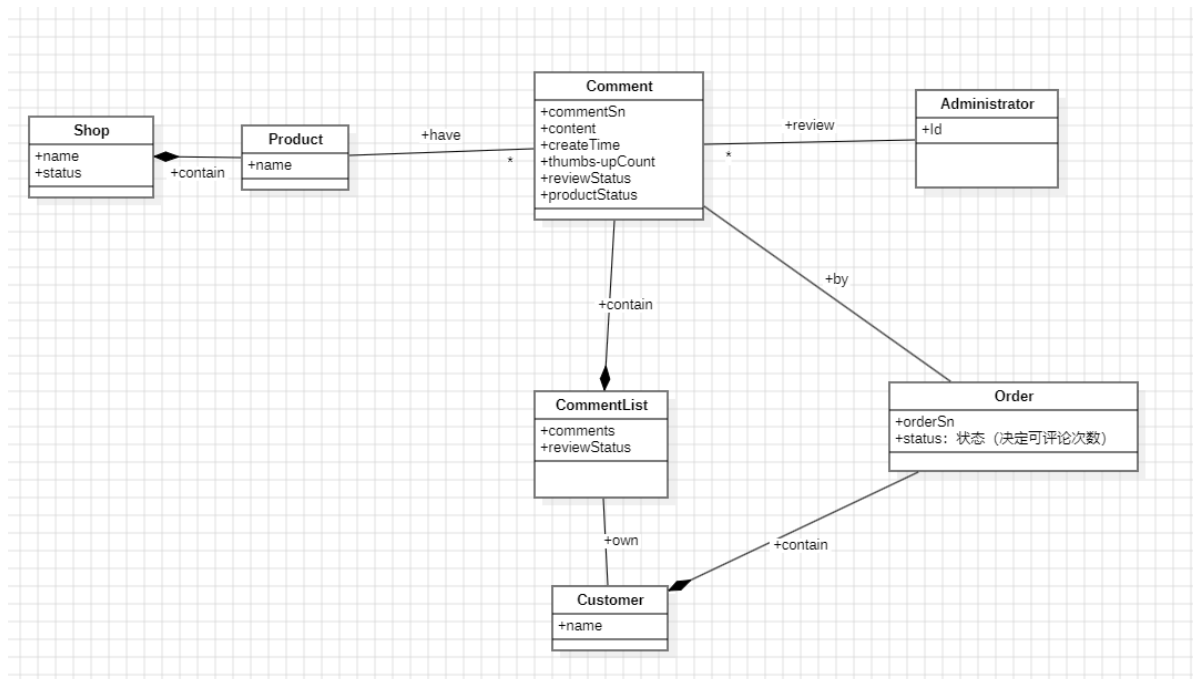 Shop
+name
+status
+contain
Product
+name
+have
*
Comment
+commentSn
+content
+createTime
+thumbs-upCount
+reviewStatus
+productStatus
+review
*
Administrator
+Id
+by
+contain
CommentList
+comments
+reviewStatus
Order
+orderSn
+status：状态（决定可评论次数）
+own
+contain
Customer
+name